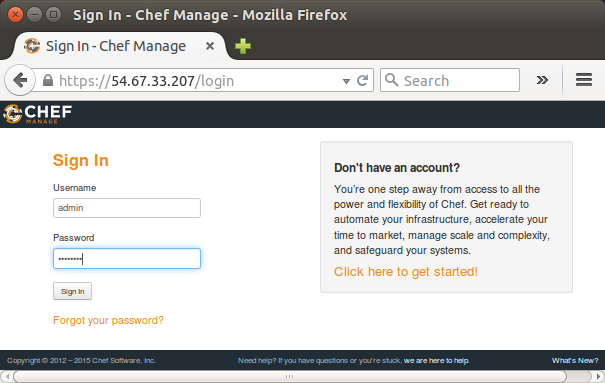 Sign In - Chef Manage - Mozilla Firefox
Sign In - Chef Manage
https://54.67.33.207/login
Search
CHEF
MANAGE
Sign In
Username
admin
Password
••••••••
Sign In
Forgot your password?
Don't have an account?
You're one step away from access to all the
power and flexibility of Chef. Get ready to
automate your infrastructure, accelerate your
time to market, manage scale and complexity,
and safeguard your systems.
Click here to get started!
Copyright © 2012 – 2015 Chef Software, Inc.
Need help? If you have questions or you're stuck, we are here to help.
What's New?